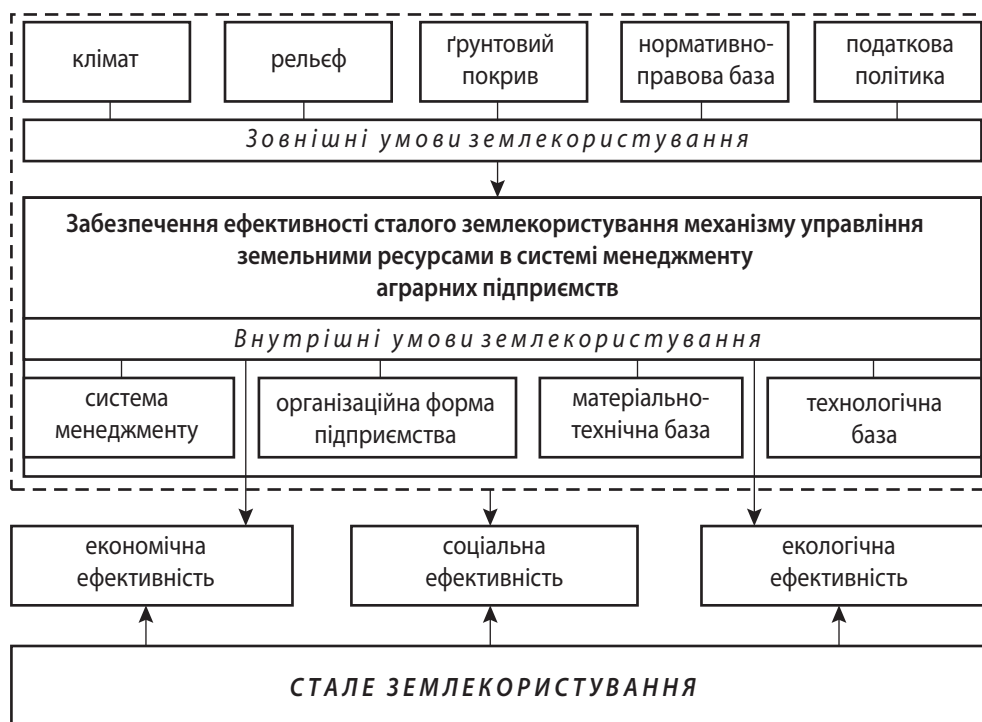 клімат
рельєф
ґрунтовий
покрив
нормативно-
правова база
податкова
політика
Зовнішні умови землекористування
Забезпечення ефективності сталого землекористування механізму управління
земельними ресурсами в системі менеджменту
аграрних підприємств
Внутрішні умови землекористування
система
менеджменту
організаційна форма
підприємства
матеріально-
технічна база
технологічна
база
економічна
ефективність
соціальна
ефективність
екологічна
ефективність
СТАЛЕ ЗЕМЛЕКОРИСТУВАННЯ